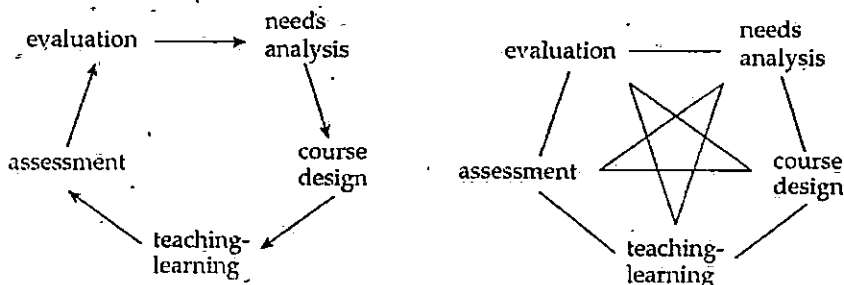 evaluation
needs
analysis
assessment
course
design
teaching-
learning
evaluation
needs
analysis
assessment
course
design
teaching-
learning